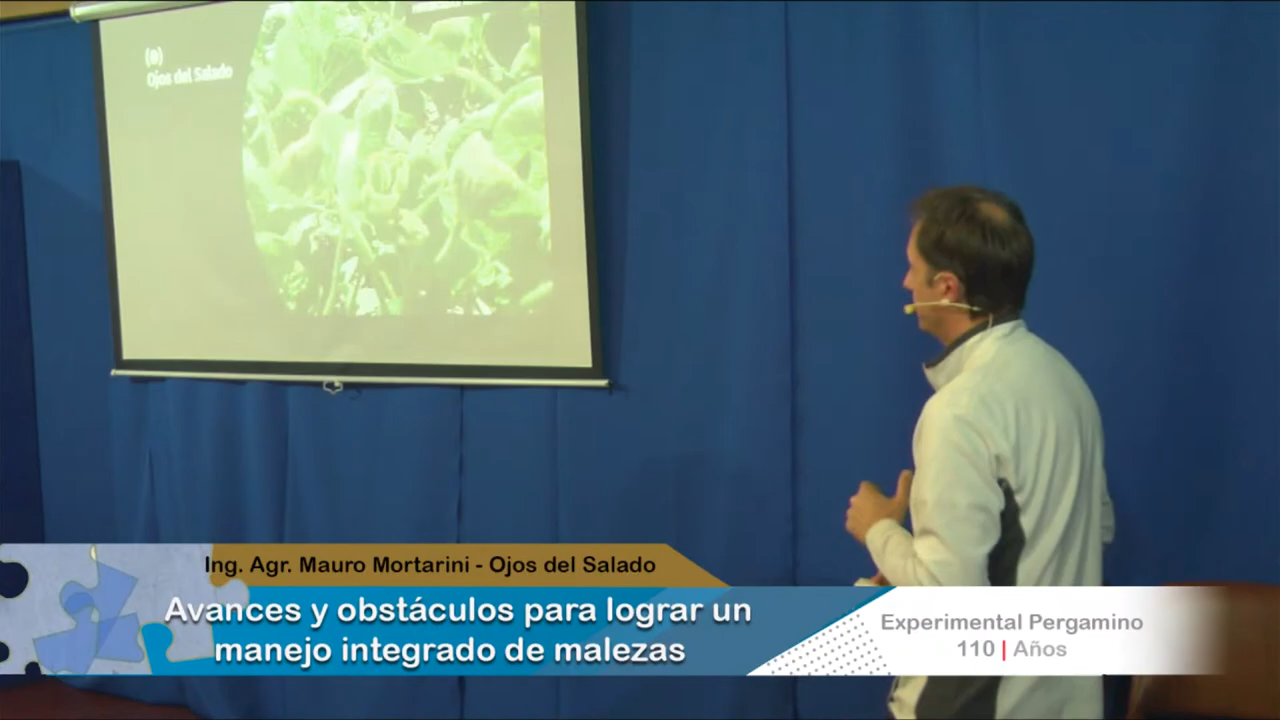 (e)
Ojos del Salado
Ing. Agr. Mauro Mortarini - Ojos del Salado
Avances y obstáculos para lograr un
manejo integrado de malezas
Experimental Pergamino
110 | Años